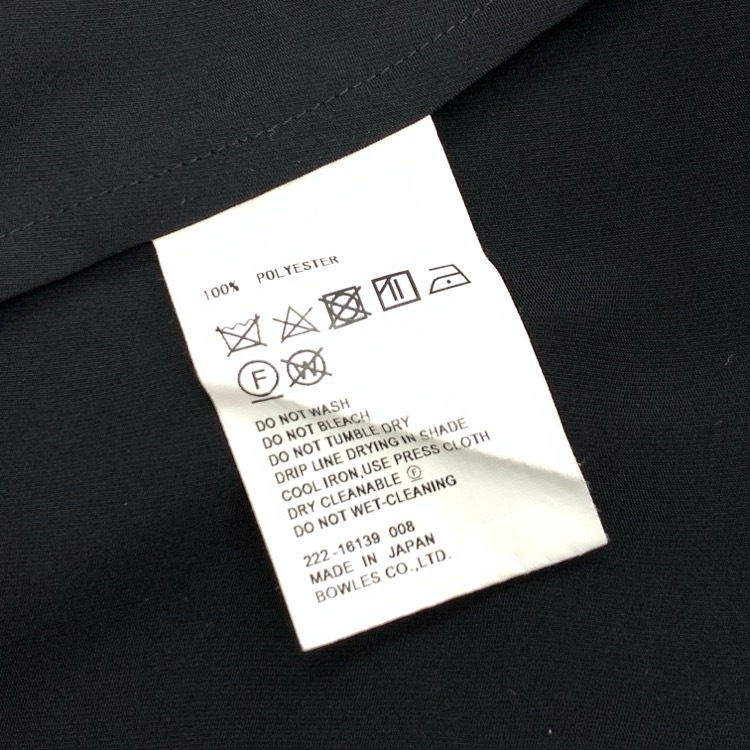 100% POLYESTER
F W
DO NOT WASH
DO NOT BLEACH
DO NOT TUMBLE DRY
DRIP LINE DRYING IN SHADE
COOL IRON,USE PRESS CLOTH
DRY CLEANABLE Ⓕ
DO NOT WET-CLEANING
222-16139 008
MADE IN JAPAN
BOWLES CO.,LTD.